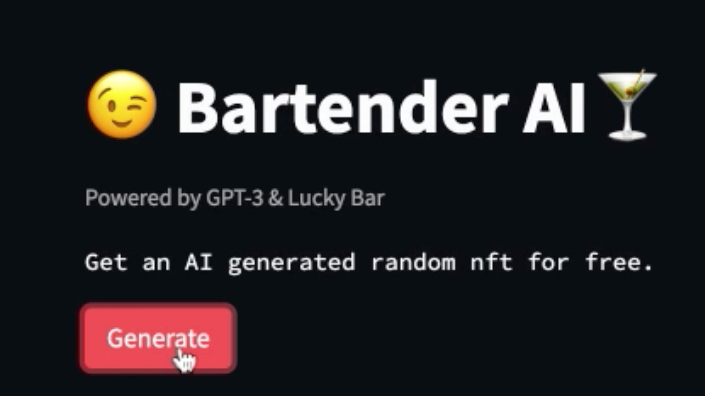 😉 Bartender AI🍸
Powered by GPT-3 & Lucky Bar
Get an AI generated random nft for free.
Generate